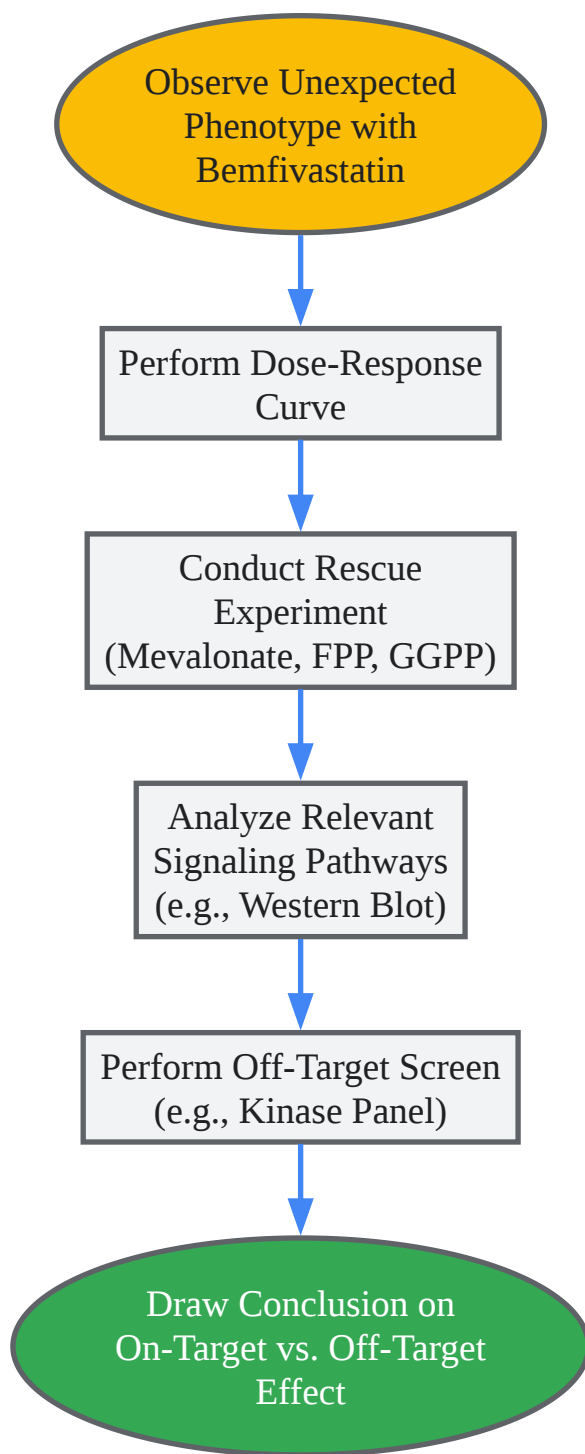 Observe Unexpected
Phenotype with
Bemfivastatin
Perform Dose-Response
Curve
Conduct Rescue
Experiment
(Mevalonate, FPP, GGPP)
Analyze Relevant
Signaling Pathways
(e.g., Western Blot)
Perform Off-Target Screen
(e.g., Kinase Panel)
Draw Conclusion on
On-Target vs. Off-Target
Effect